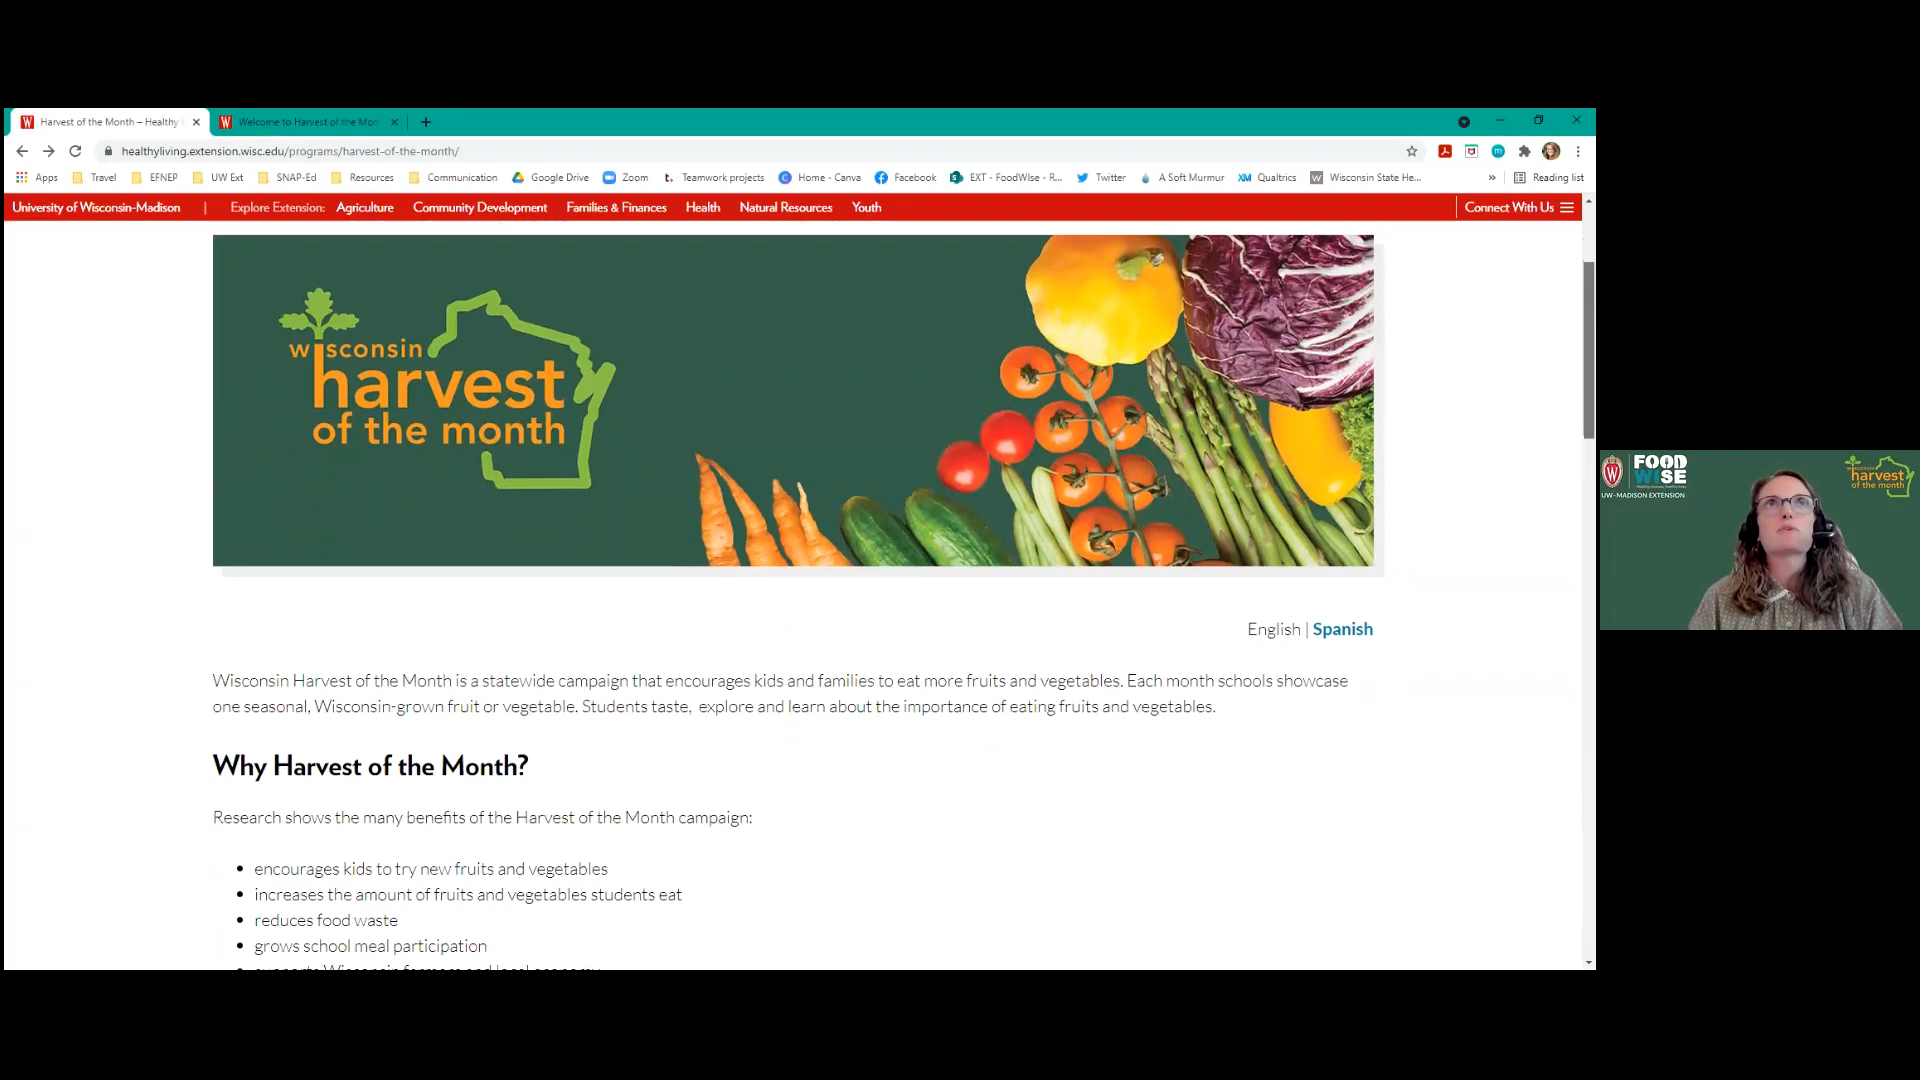 Harvest of the Month – Healthy
Welcome to Harvest of the Mon
healthyliving.extension.wisc.edu/programs/harvest-of-the-month/
Apps Travel EFNEP UW Ext SNAP-Ed Resources Communication Google Drive Zoom Teamwork projects Home - Canva Facebook EXT - FoodWIse - R... Twitter A Soft Murmur Qualtrics Wisconsin State He... » Reading list
University of Wisconsin-Madison | Explore Extension: Agriculture Community Development Families & Finances Health Natural Resources Youth Connect With Us
wisconsin
harvest
of the month
English | Spanish
Wisconsin Harvest of the Month is a statewide campaign that encourages kids and families to eat more fruits and vegetables. Each month schools showcase
one seasonal, Wisconsin-grown fruit or vegetable. Students taste, explore and learn about the importance of eating fruits and vegetables.
Why Harvest of the Month?
Research shows the many benefits of the Harvest of the Month campaign:
• encourages kids to try new fruits and vegetables
• increases the amount of fruits and vegetables students eat
• reduces food waste
• grows school meal participation
• supports Wisconsin farmers and local economy
FOOD
WISE
UW-MADISON EXTENSION
wisconsin
harvest
of the month